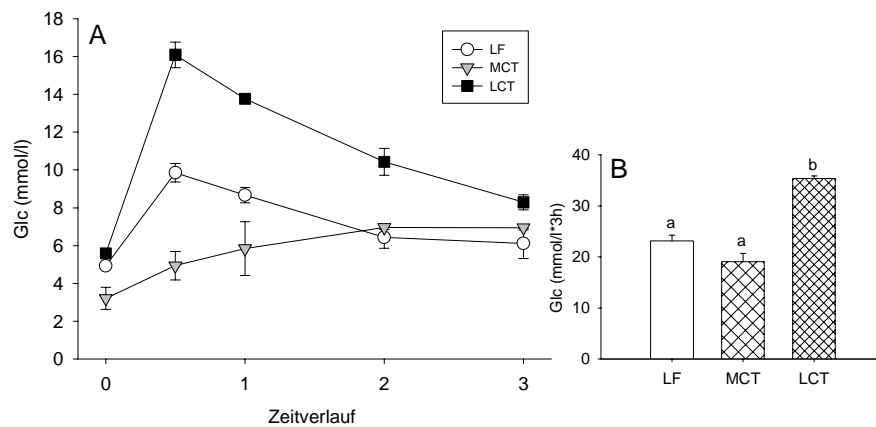 A
LF
MCT
LCT
Glc (mmol/l)
18
16
14
12
10
8
6
4
2
0
0 1 2 3
Zeitverlauf
B
Glc (mmol/l*3h)
40
30
20
10
0
a a b
LF MCT LCT